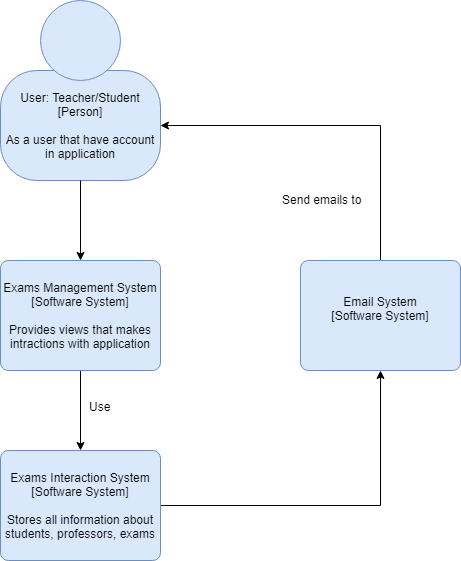 User: Teacher/Student
[Person]
As a user that have account
in application
Send emails to
Exams Management System
[Software System]
Provides views that makes
intractions with application
Email System
[Software System]
Use
Exams Interaction System
[Software System]
Stores all information about
students, professors, exams